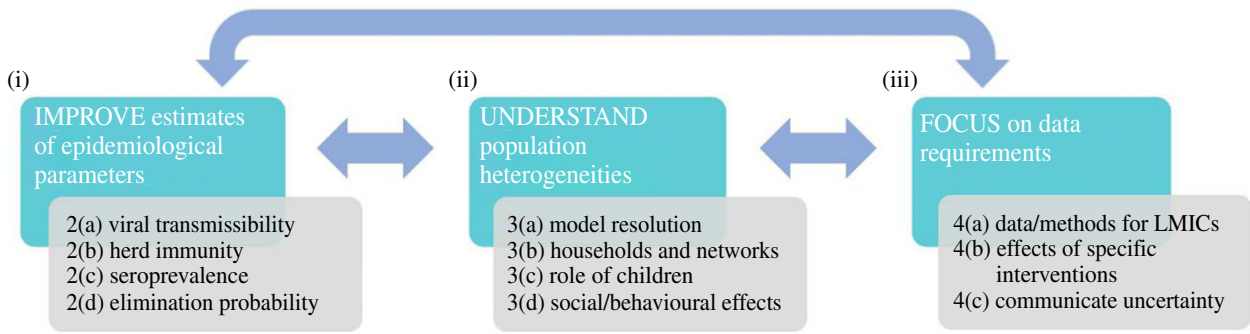 (i)
IMPROVE estimates
of epidemiological
parameters
2(a) viral transmissibility
2(b) herd immunity
2(c) seroprevalence
2(d) elimination probability
(ii)
UNDERSTAND
population
heterogeneities
3(a) model resolution
3(b) households and networks
3(c) role of children
3(d) social/behavioural effects
(iii)
FOCUS on data
requirements
4(a) data/methods for LMICs
4(b) effects of specific
interventions
4(c) communicate uncertainty